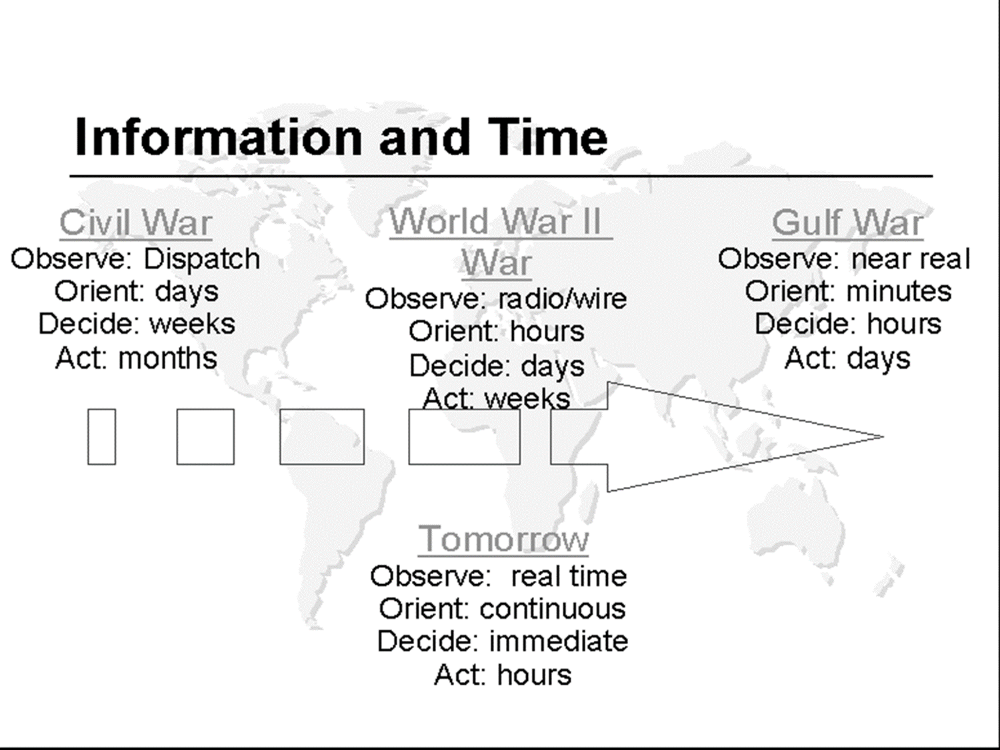 Information and Time
Civil War
Observe: Dispatch
Orient: days
Decide: weeks
Act: months
World War II
War
Observe: radio/wire
Orient: hours
Decide: days
Act: weeks
Gulf War
Observe: near real
Orient: minutes
Decide: hours
Act: days
Tomorrow
Observe:  real time
Orient: continuous
Decide: immediate
Act: hours